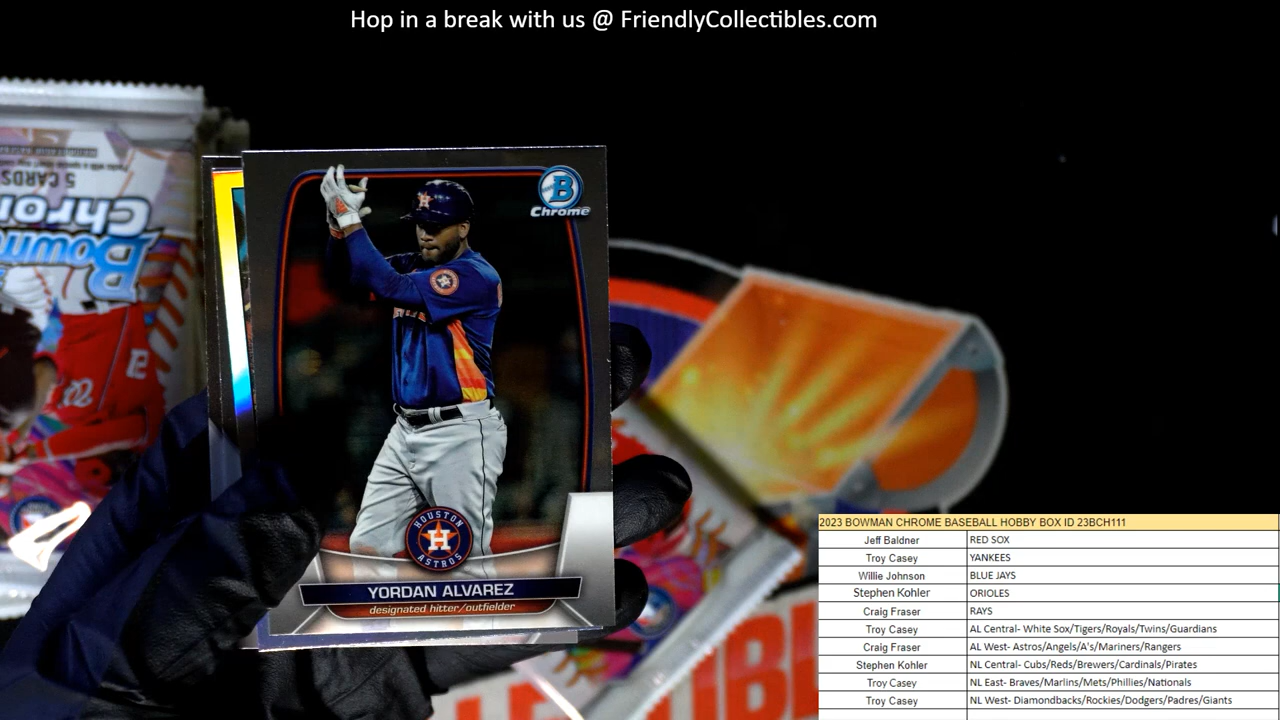 Hop in a break with us @ FriendlyCollectibles.com
5 CARDS
Chrome
HOUSTON
ASTROS
YORDAN ALVAREZ
designated hitter/outfielder
2023 BOWMAN CHROME BASEBALL HOBBY BOX ID 23BCH111
Jeff Baldner RED SOX
Troy Casey YANKEES
Willie Johnson BLUE JAYS
Stephen Kohler ORIOLES
Craig Fraser RAYS
Troy Casey AL Central- White Sox/Tigers/Royals/Twins/Guardians
Craig Fraser AL West- Astros/Angels/A's/Mariners/Rangers
Stephen Kohler NL Central- Cubs/Reds/Brewers/Cardinals/Pirates
Troy Casey NL East- Braves/Marlins/Mets/Phillies/Nationals
Troy Casey NL West- Diamondbacks/Rockies/Dodgers/Padres/Giants